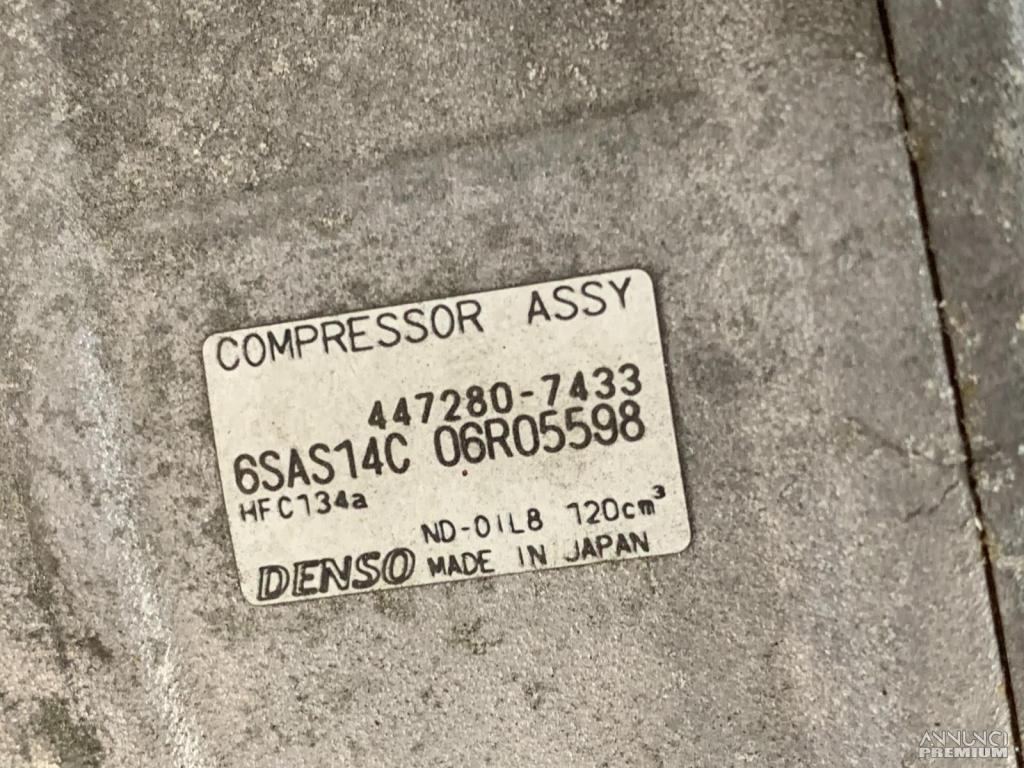 COMPRESSOR ASSY
447280-7433
6SAS14C 06R05598
HFC134a
ND-OIL8 120cm³
DENSO MADE IN JAPAN
ANNUNCI
PREMIUM